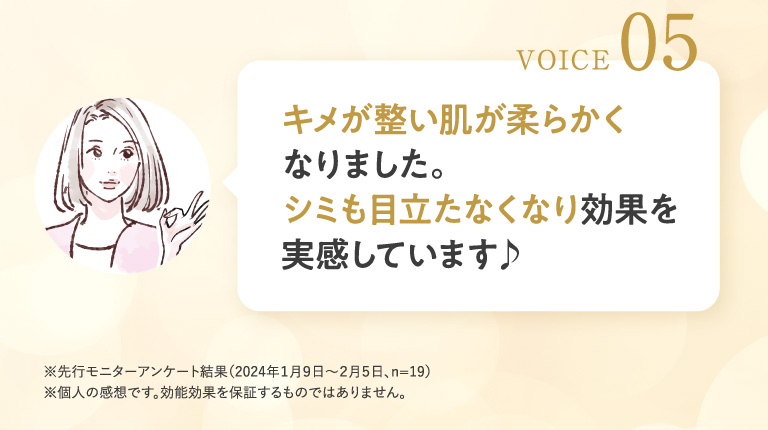 VOICE 05
キメが整い肌が柔らかく
なりました。
シミも目立たなくなり効果を
実感しています♪
※先行モニターアンケート結果（2024年1月9日〜2月5日、n=19）
※個人の感想です。効能効果を保証するものではありません。